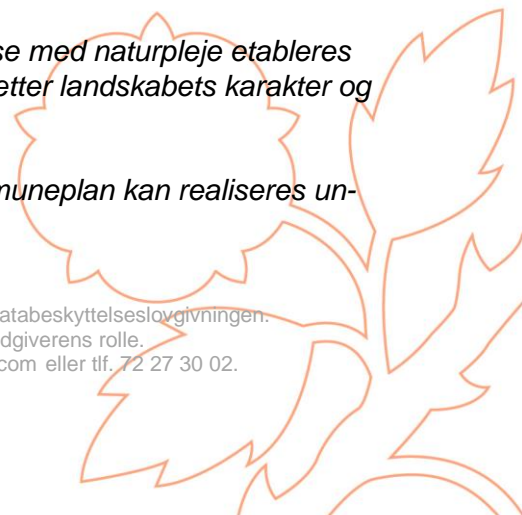 se med naturpleje etableres
etter landskabets karakter og
muneplan kan realiseres un-
atabeskyttelseslovgivningen.
dgiverens rolle.
com eller tlf. 72 27 30 02.